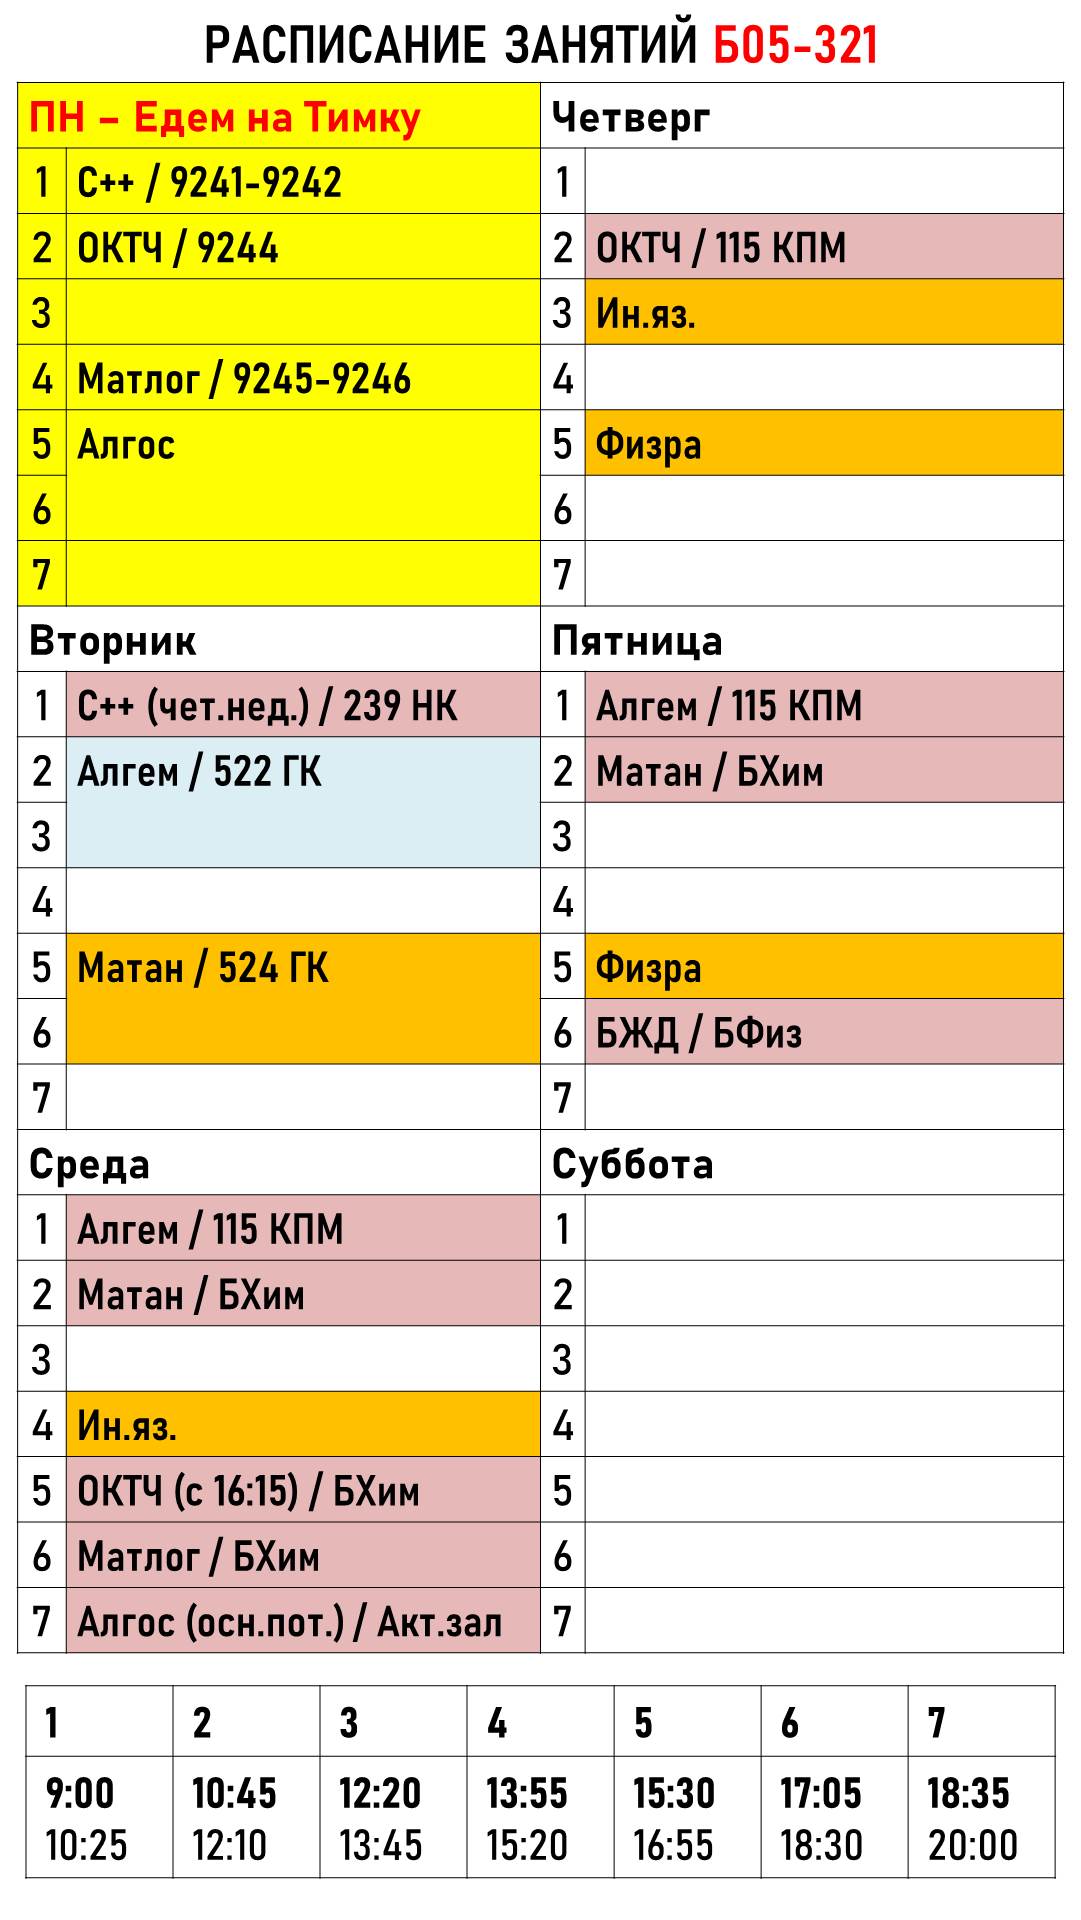 РАСПИСАНИЕ ЗАНЯТИЙ Б05-321
ПН – Едем на Тимку
1 С++ / 9241-9242
2 ОКТЧ / 9244
3
4 Матлог / 9245-9246
5 Алгос
6
7
Вторник
1 С++ (чет.нед.) / 239 НК
2 Алгем / 522 ГК
3
4
5 Матан / 524 ГК
6
7
Среда
1 Алгем / 115 КПМ
2 Матан / БХим
3
4 Ин.яз.
5 ОКТЧ (с 16:15) / БХим
6 Матлог / БХим
7 Алгос (осн.пот.) / Акт.зал
Четверг
1
2 ОКТЧ / 115 КПМ
3 Ин.яз.
4
5 Физра
6
7
Пятница
1 Алгем / 115 КПМ
2 Матан / БХим
3
4
5 Физра
6 БЖД / БФиз
7
Суббота
1
2
3
4
5
6
7
1 2 3 4 5 6 7
9:00 10:45 12:20 13:55 15:30 17:05 18:35
10:25 12:10 13:45 15:20 16:55 18:30 20:00